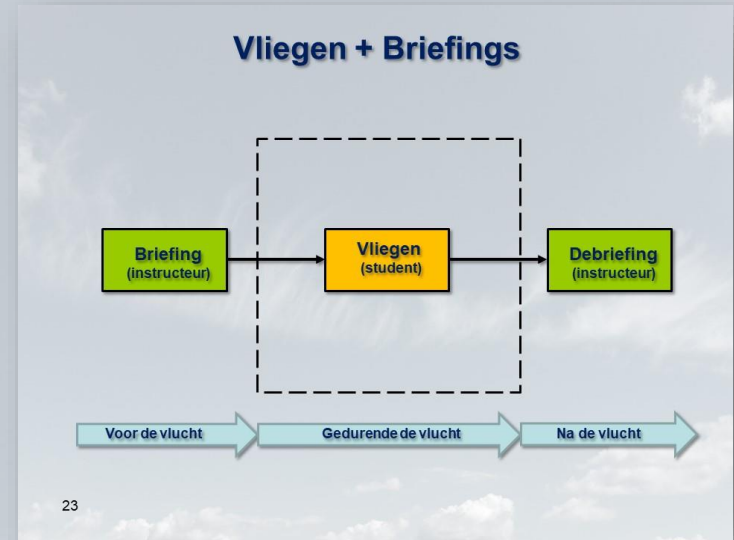 Vliegen + Briefings
Briefing
(instructeur)
Vliegen
(student)
Debriefing
(instructeur)
Voor de vlucht
Gedurende de vlucht
Na de vlucht
23